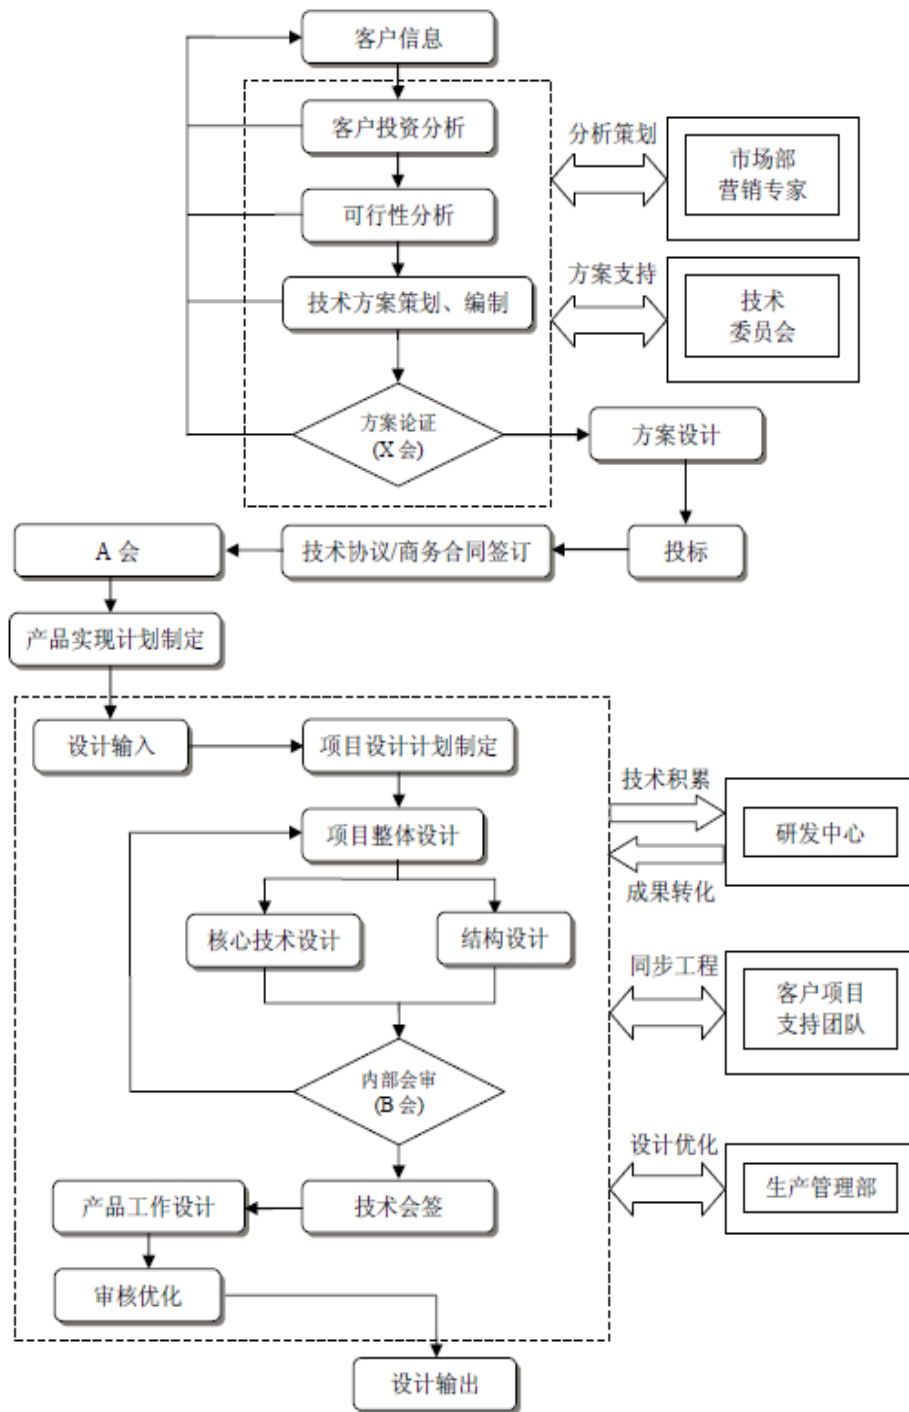 客户信息
客户投资分析
分析策划
市场部
营销专家
可行性分析
方案支持
技术方案策划、编制
技术
委员会
方案论证
(X 会)
方案设计
A 会
技术协议/商务合同签订
投标
产品实现计划制定
设计输入
项目设计计划制定
技术积累
项目整体设计
研发中心
成果转化
核心技术设计
结构设计
同步工程
客户项目
支持团队
内部会审
(B 会)
设计优化
产品工作设计
技术会签
生产管理部
审核优化
设计输出